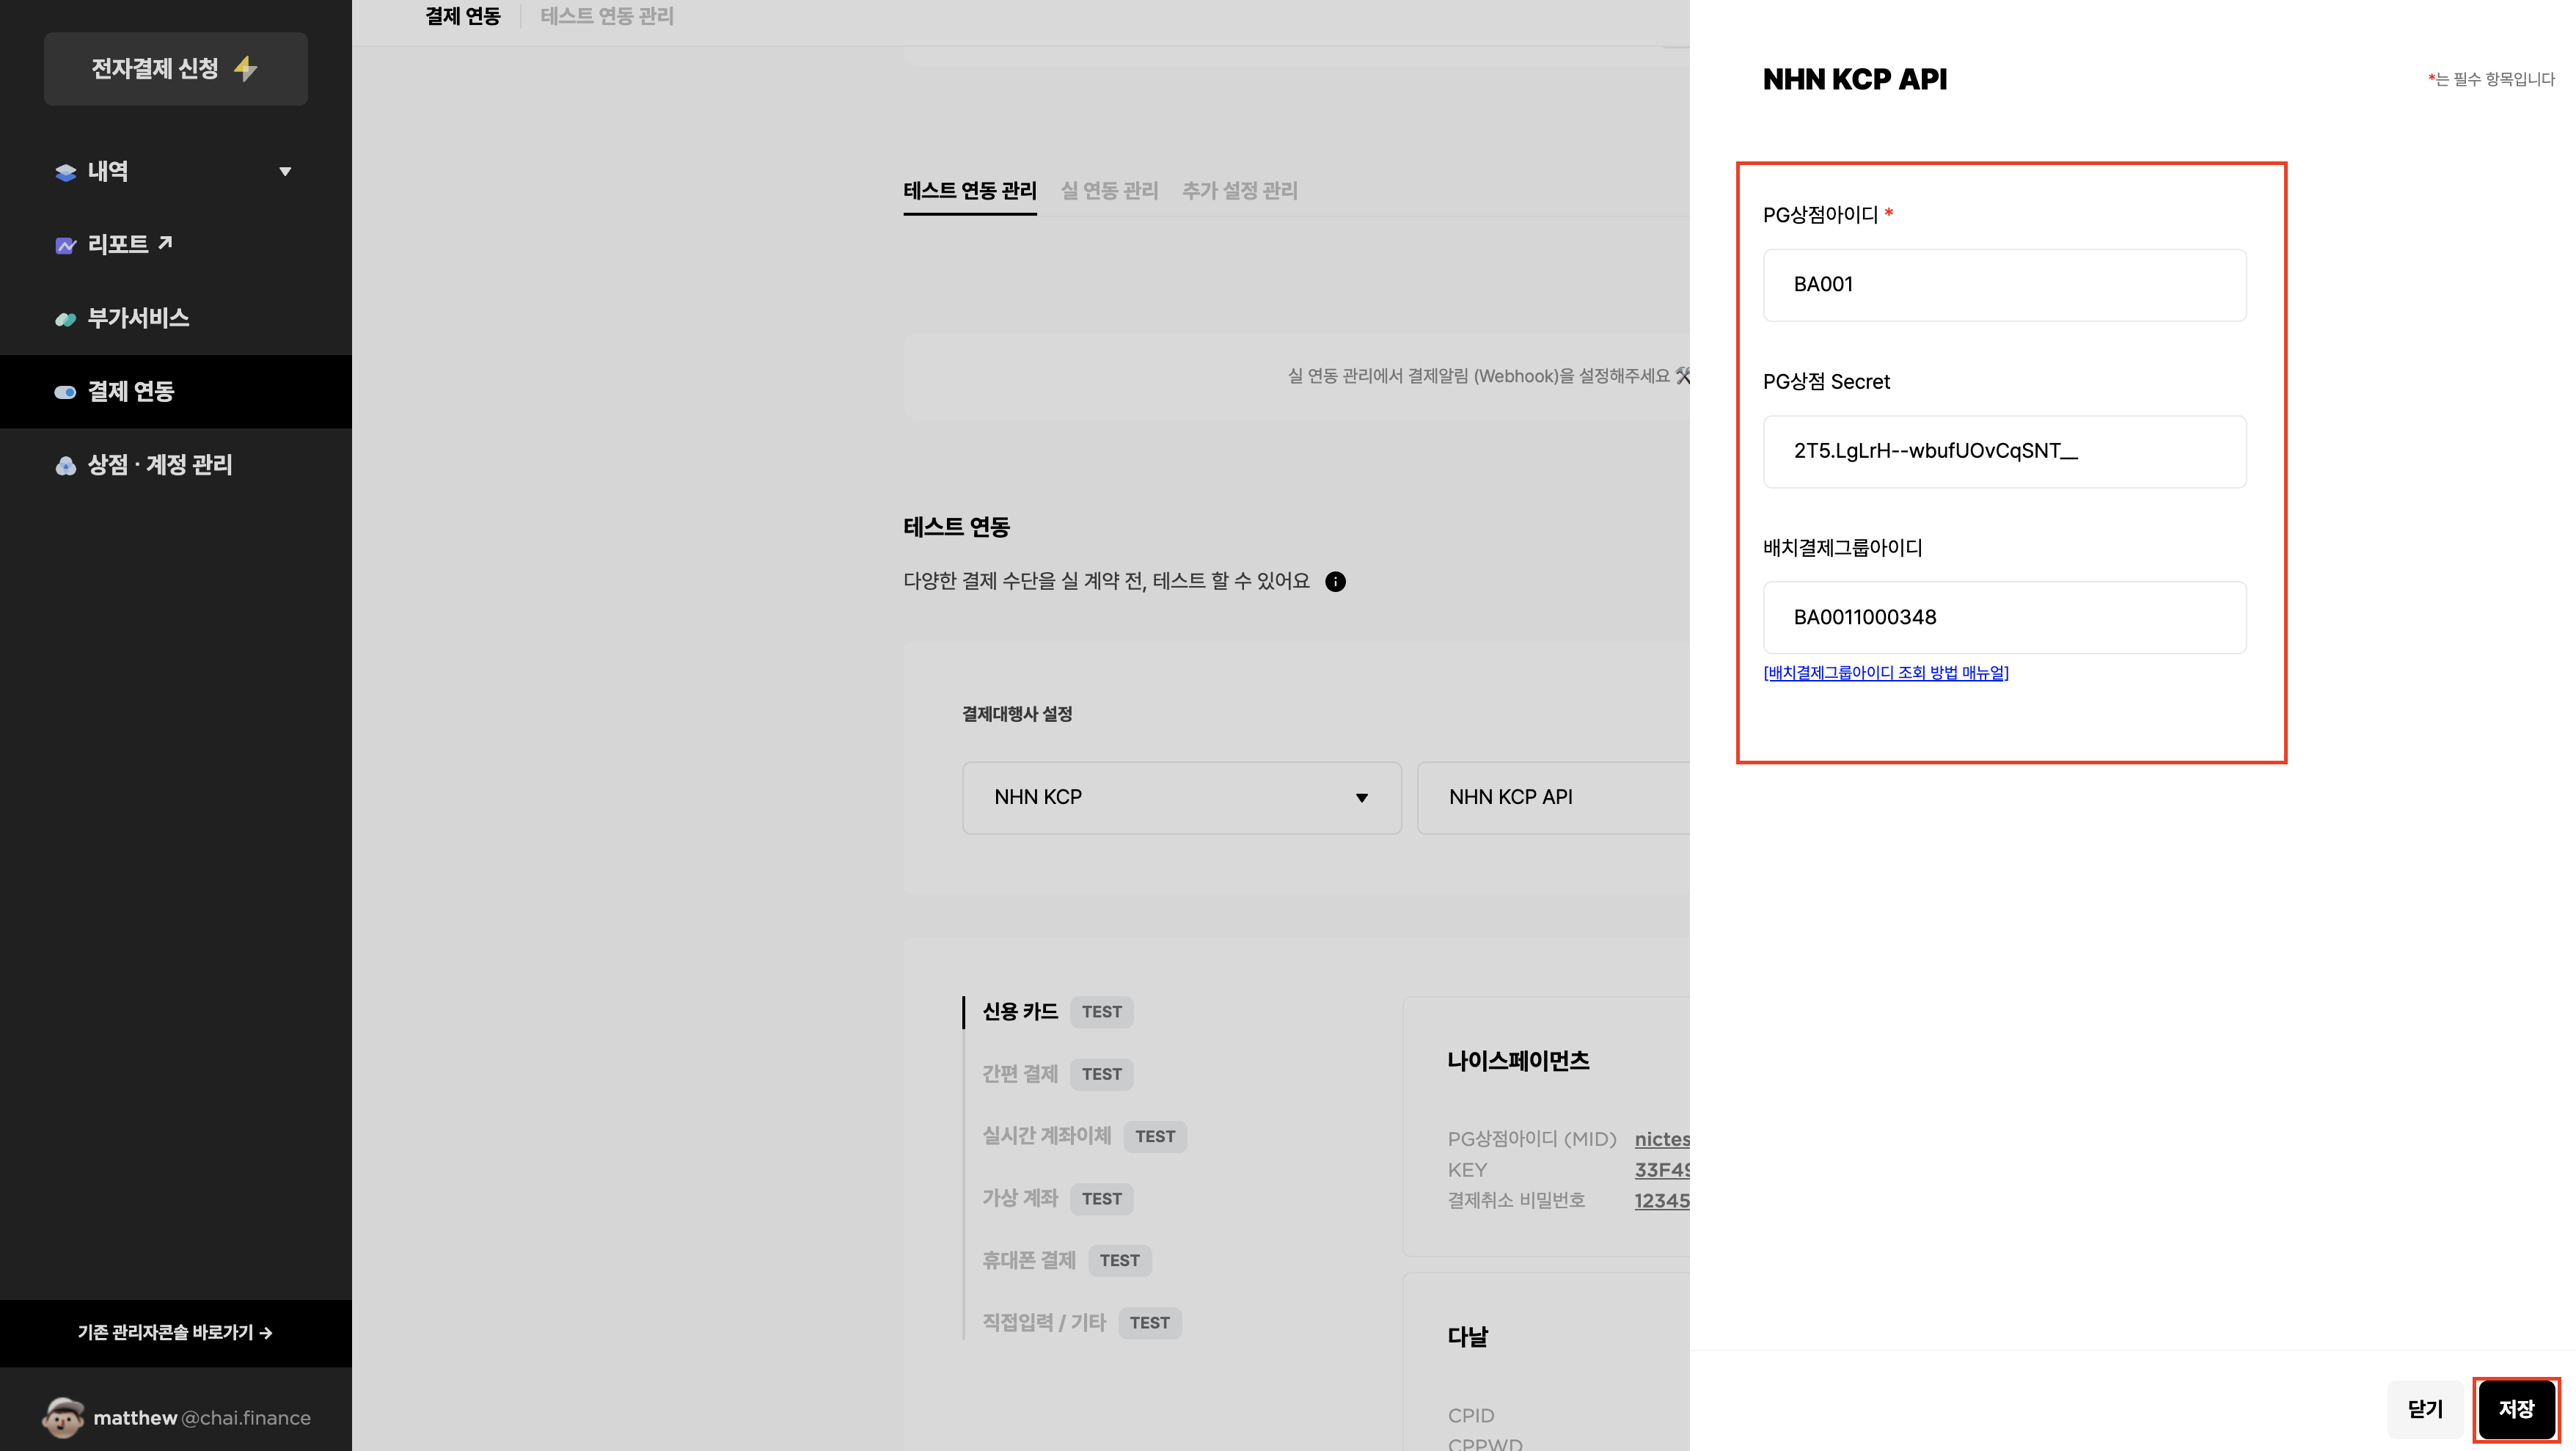 전자결제 신청
내역
리포트
부가서비스
결제 연동
상점 · 계정 관리
기존 관리자콘솔 바로가기 →
matthew @chai.finance
결제 연동 | 테스트 연동 관리
테스트 연동 관리 실 연동 관리 추가 설정 관리
실 연동 관리에서 결제알림 (Webhook)을 설정해주세요
테스트 연동
다양한 결제 수단을 실 계약 전, 테스트 할 수 있어요
결제대행사 설정
NHN KCP
NHN KCP API
신용 카드 TEST
간편 결제 TEST
실시간 계좌이체 TEST
가상 계좌 TEST
휴대폰 결제 TEST
직접입력 / 기타 TEST
나이스페이먼츠
PG상점아이디 (MID) nictes
KEY 33F49
결제취소 비밀번호 12345
다날
CPID
CPPWD
NHN KCP API
*는 필수 항목입니다
PG상점아이디 *
BA001
PG상점 Secret
2T5.LgLrH--wbufUOvCqSNT__
배치결제그룹아이디
BA0011000348
[배치결제그룹아이디 조회 방법 매뉴얼]
닫기
저장